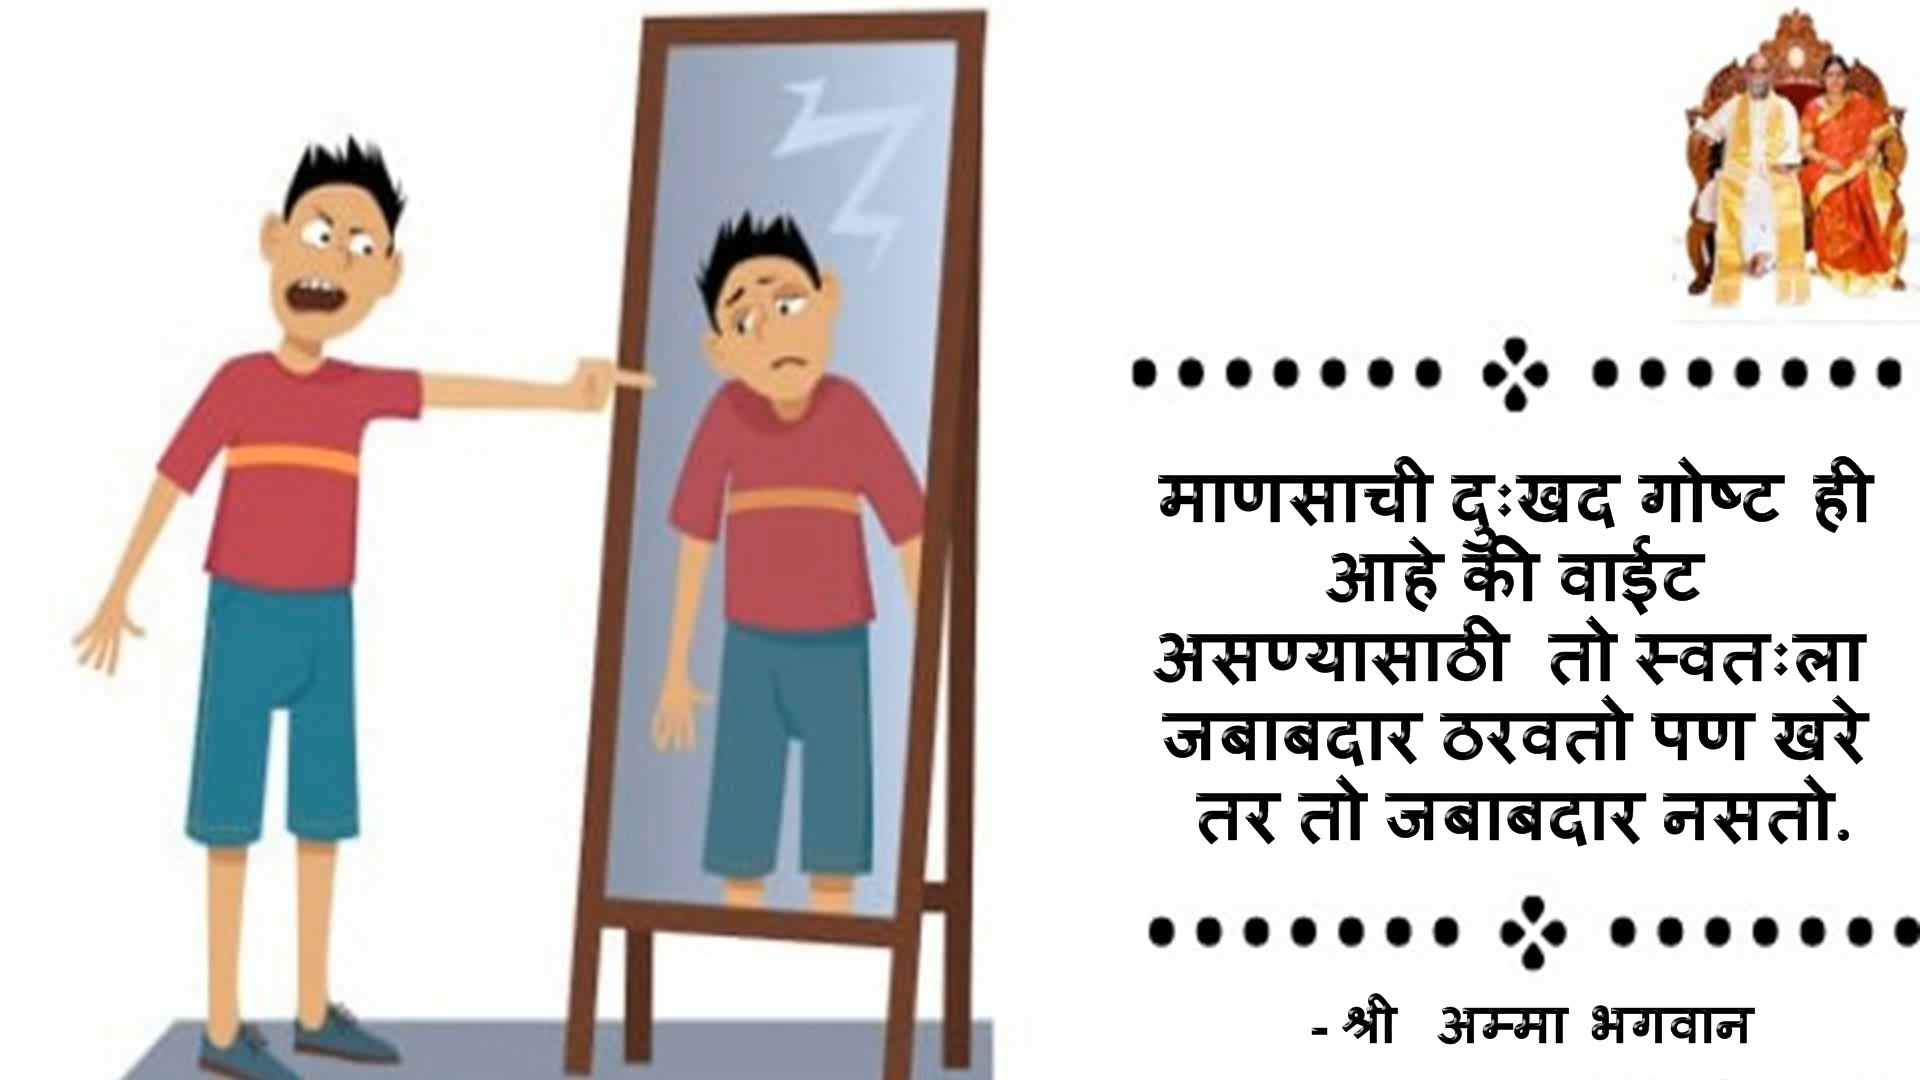 माणसाची दुःखद गोष्ट ही
आहे की वाईट
असण्यासाठी तो स्वतःला
जबाबदार ठरवतो पण खरे
तर तो जबाबदार नसतो.
- श्री अम्मा भगवान